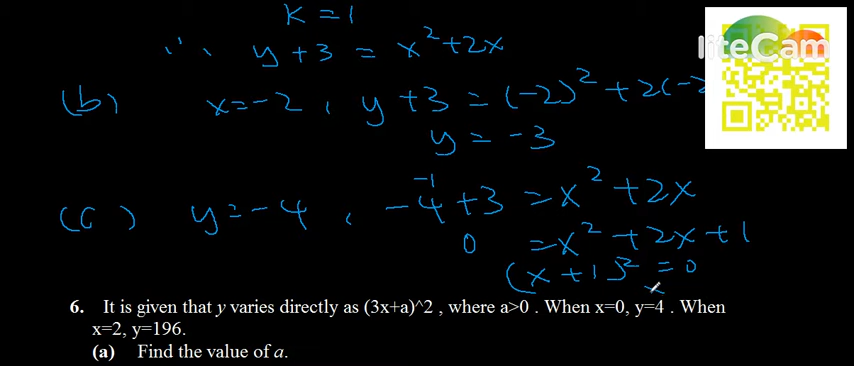 K = 1
∴ y + 3 = x² + 2x
(b) x = -2, y + 3 = (-2)² + 2(-2
y = -3
-1
(c) y = -4, -4 + 3 = x² + 2x
0 = x² + 2x + 1
(x + 1)² = 0
x
6. It is given that y varies directly as (3x+a)^2 , where a>0 . When x=0, y=4 . When
x=2, y=196.
(a) Find the value of a.
liteCam